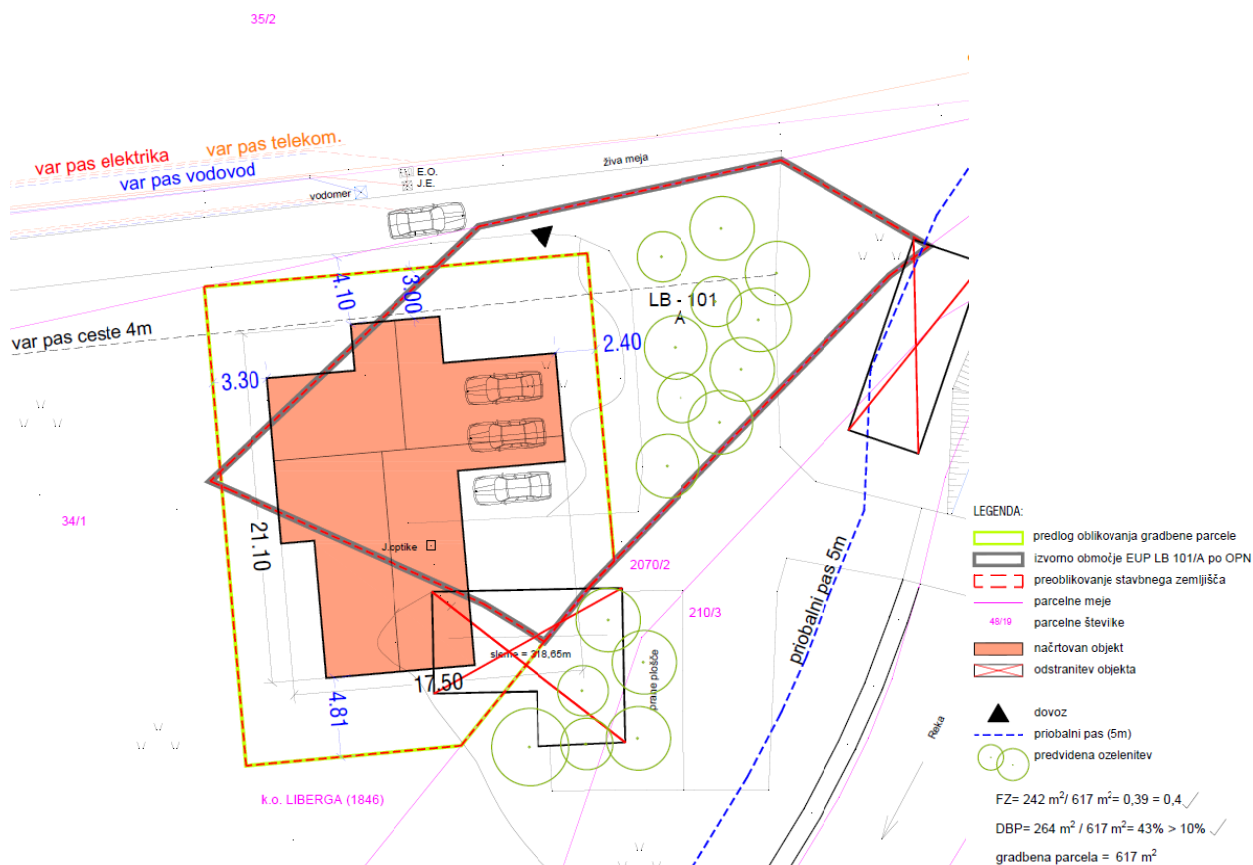 35/2
var pas elektrika
var pas telekom.
var pas vodovod
E.O.
J.E.
vodomer
živa meja
4.10
3.00
LB - 101
A
var pas ceste 4m
2.40
3.30
34/1
21.10
J.optike
2070/2
210/3
priobalni pas 5m
sleme = 318,65m
prane plošče
17.50
4.81
Reka
k.o. LIBERGA (1846)
LEGENDA:
predlog oblikovanja gradbene parcele
izvorno območje EUP LB 101/A po OPN
preoblikovanje stavbnega zemljišča
parcelne meje
48/19 parcelne številke
načrtovan objekt
odstranitev objekta
dovoz
priobalni pas (5m)
predvidena ozelenitev
FZ= 242 m²/ 617 m²= 0,39 = 0,4 ✓
DBP= 264 m² / 617 m²= 43% > 10% ✓
gradbena parcela = 617 m²